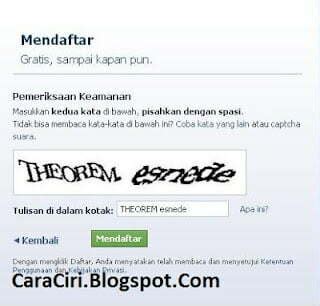 Mendaftar
Gratis, sampai kapan pun.
Pemeriksaan Keamanan
Masukkan kedua kata di bawah, pisahkan dengan spasi.
Tidak bisa membaca kata-kata di bawah ini? Coba kata yang lain atau captcha
suara.
THEOREM esnede
Tulisan di dalam kotak: THEOREM esnede Apa ini?
Kembali Mendaftar
Dengan mengklik Daftar, Anda menyatakan telah membaca dan menyetujui Ketentuan
Penggunaan dan Kebijakan Privasi.
CaraCiri.Blogspot.Com